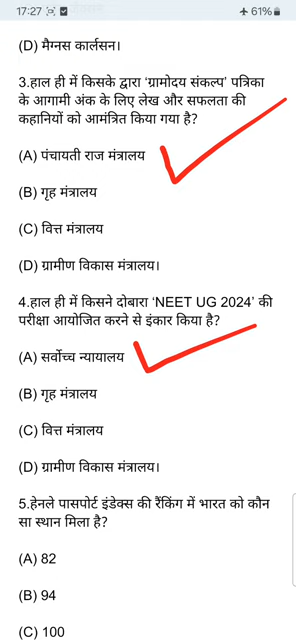 17:27
61%
(D) मैग्नस कार्लसन।
3.हाल ही में किसके द्वारा ‘ग्रामोदय संकल्प’ पत्रिका
के आगामी अंक के लिए लेख और सफलता की
कहानियों को आमंत्रित किया गया है?
(A) पंचायती राज मंत्रालय
(B) गृह मंत्रालय
(C) वित्त मंत्रालय
(D) ग्रामीण विकास मंत्रालय।
4.हाल ही में किसने दोबारा ‘NEET UG 2024’ की
परीक्षा आयोजित करने से इंकार किया है?
(A) सर्वोच्च न्यायालय
(B) गृह मंत्रालय
(C) वित्त मंत्रालय
(D) ग्रामीण विकास मंत्रालय।
5.हेनले पासपोर्ट इंडेक्स की रैंकिंग में भारत को कौन
सा स्थान मिला है?
(A) 82
(B) 94
(C) 100